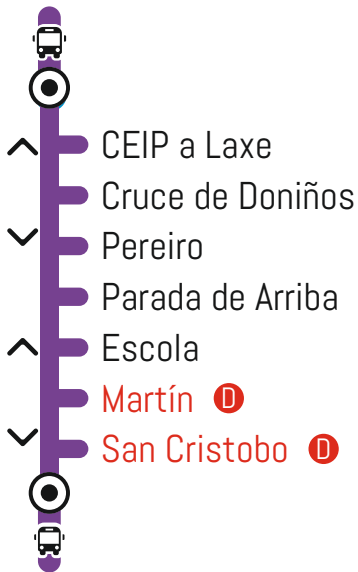 CEIP a Laxe
Cruce de Doniños
Pereiro
Parada de Arriba
Escola
Martín D
San Cristobo D